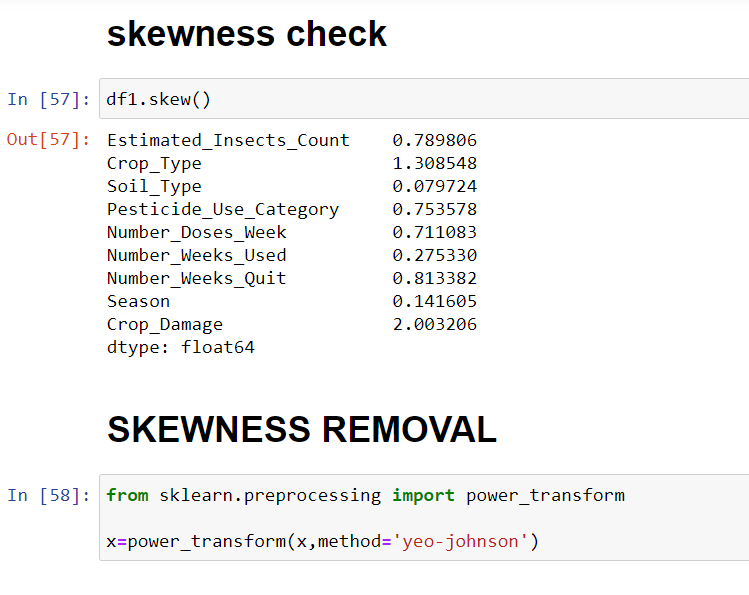 skewness check
In [57]: df1.skew()
Out[57]: Estimated_Insects_Count    0.789806
Crop_Type                  1.308548
Soil_Type                  0.079724
Pesticide_Use_Category     0.753578
Number_Doses_Week          0.711083
Number_Weeks_Used          0.275330
Number_Weeks_Quit          0.813382
Season                     0.141605
Crop_Damage                2.003206
dtype: float64
SKEWNESS REMOVAL
In [58]: from sklearn.preprocessing import power_transform
x=power_transform(x,method='yeo-johnson')